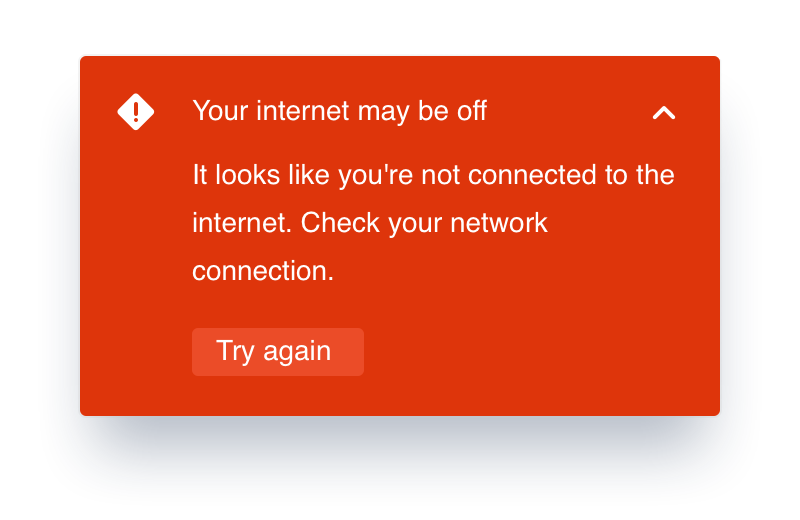 Your internet may be off
It looks like you're not connected to the
internet. Check your network
connection.
Try again